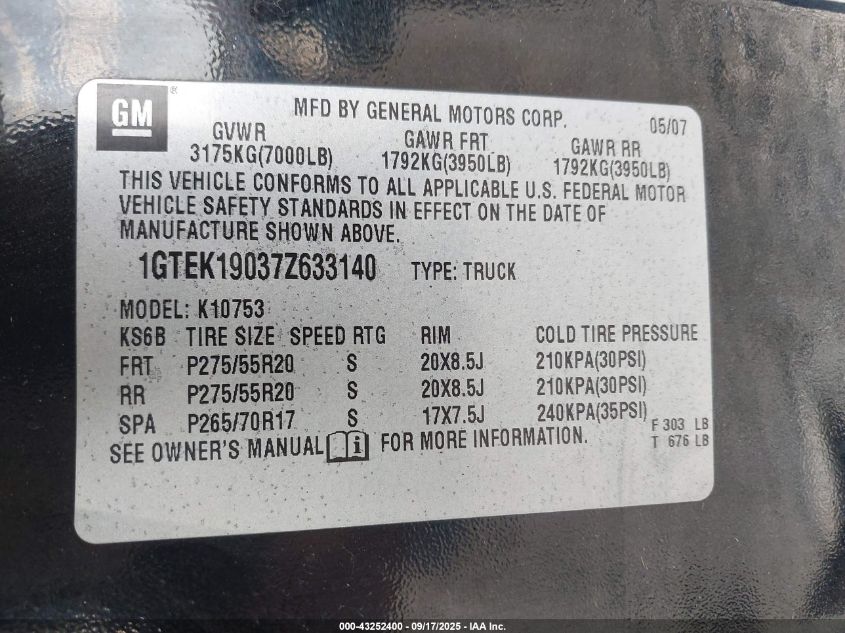 GM ®
MFD BY GENERAL MOTORS CORP. 05/07
GVWR GAWR FRT GAWR RR
3175KG(7000LB) 1792KG(3950LB) 1792KG(3950LB)
THIS VEHICLE CONFORMS TO ALL APPLICABLE U.S. FEDERAL MOTOR
VEHICLE SAFETY STANDARDS IN EFFECT ON THE DATE OF
MANUFACTURE SHOWN ABOVE.
1GTEK19037Z633140 TYPE: TRUCK
MODEL: K10753
KS6B TIRE SIZE SPEED RTG RIM COLD TIRE PRESSURE
FRT P275/55R20 S 20X8.5J 210KPA(30PSI)
RR P275/55R20 S 20X8.5J 210KPA(30PSI)
SPA P265/70R17 S 17X7.5J 240KPA(35PSI)
F 303 LB
T 676 LB
SEE OWNER'S MANUAL i FOR MORE INFORMATION.
000-43252400 - 09/17/2025 - IAA Inc.